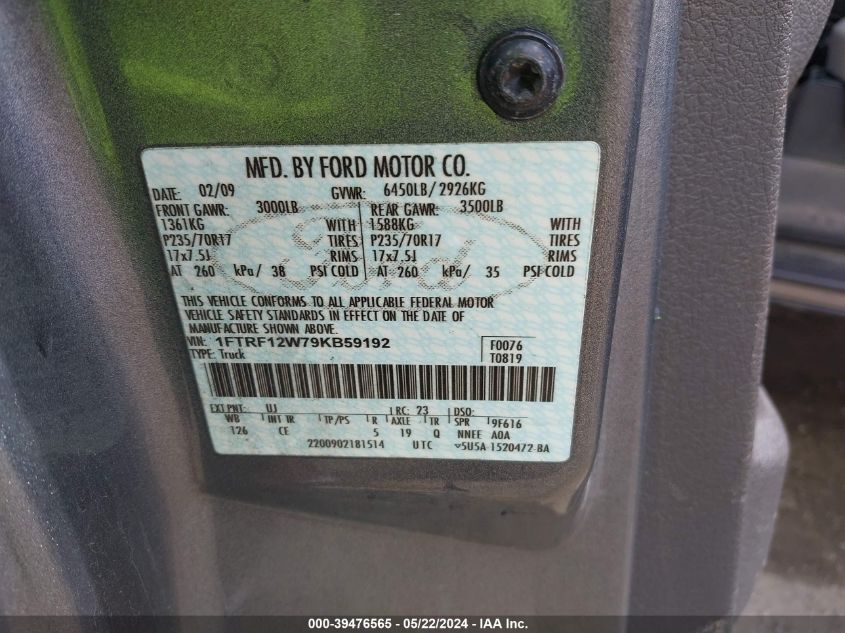 MFD. BY FORD MOTOR CO.
DATE: 02/09 GVWR: 6450LB/2926KG
FRONT GAWR: 3000LB REAR GAWR: 3500LB
1361KG WITH 1588KG WITH
P235/70R17 TIRES P235/70R17 TIRES
17x7.5J RIMS 17x7.5J RIMS
AT 260 kPa/ 38 PSI COLD AT 260 kPa/ 35 PSI COLD
Ford
THIS VEHICLE CONFORMS TO ALL APPLICABLE FEDERAL MOTOR
VEHICLE SAFETY STANDARDS IN EFFECT ON THE DATE OF
MANUFACTURE SHOWN ABOVE.
VIN: 1FTRF12W79KB59192 F0076
TYPE: Truck T0819
EXT PNT: UJ RC: 23 DSO:
WB INT TR TP/PS R AXLE TR SPR 9F616
126 CE 5 19 Q NNEE AOA
2200902181514 UTC 5U5A-1520472-BA
000-39476565 - 05/22/2024 - IAA Inc.